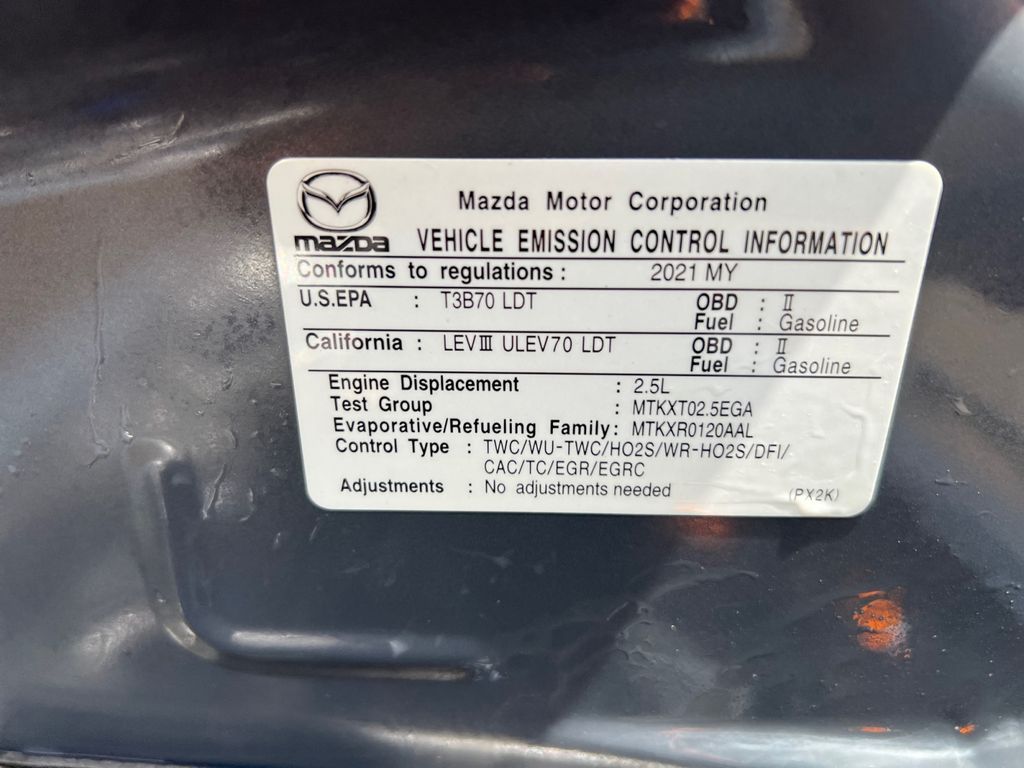 mazda
Mazda Motor Corporation
VEHICLE EMISSION CONTROL INFORMATION
Conforms to regulations : 2021 MY
U.S.EPA : T3B70 LDT OBD : Ⅱ
Fuel : Gasoline
California : LEVⅢ ULEV70 LDT OBD : Ⅱ
Fuel : Gasoline
Engine Displacement : 2.5L
Test Group : MTKXT02.5EGA
Evaporative/Refueling Family : MTKXR0120AAL
Control Type : TWC/WU-TWC/HO2S/WR-HO2S/DFI/
CAC/TC/EGR/EGRC
Adjustments : No adjustments needed (PX2K)